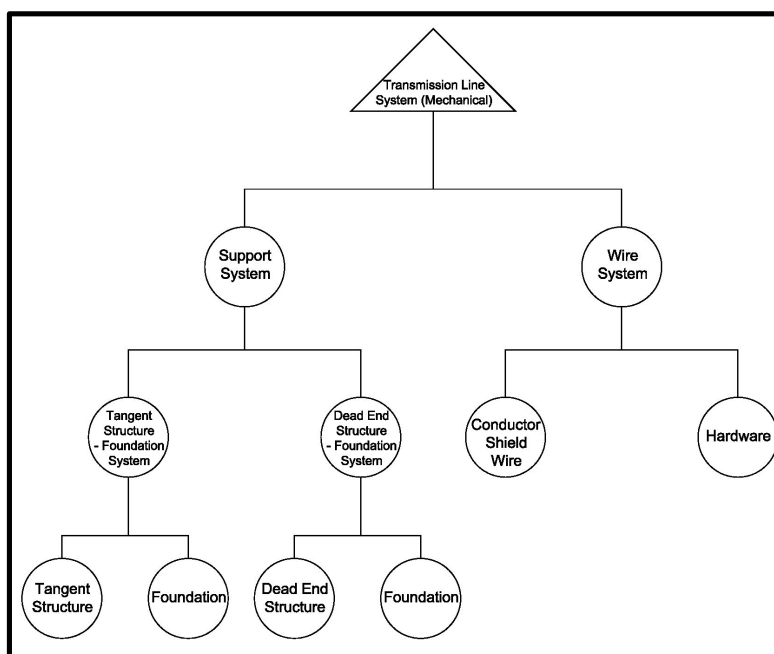 Transmission Line
System (Mechanical)
Support
System
Wire
System
Tangent
Structure
- Foundation
System
Dead End
Structure
- Foundation
System
Conductor
Shield
Wire
Hardware
Tangent
Structure
Foundation
Dead End
Structure
Foundation